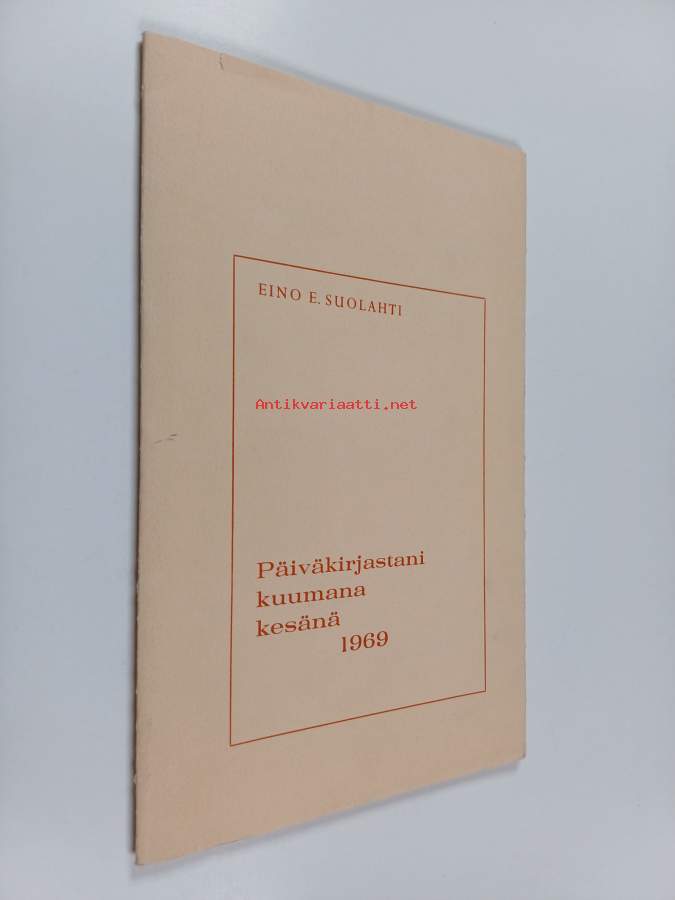 EINO E. SUOLAHTI
Antikvariaatti.net
Päiväkirjastani
kuumana
kesänä
1969